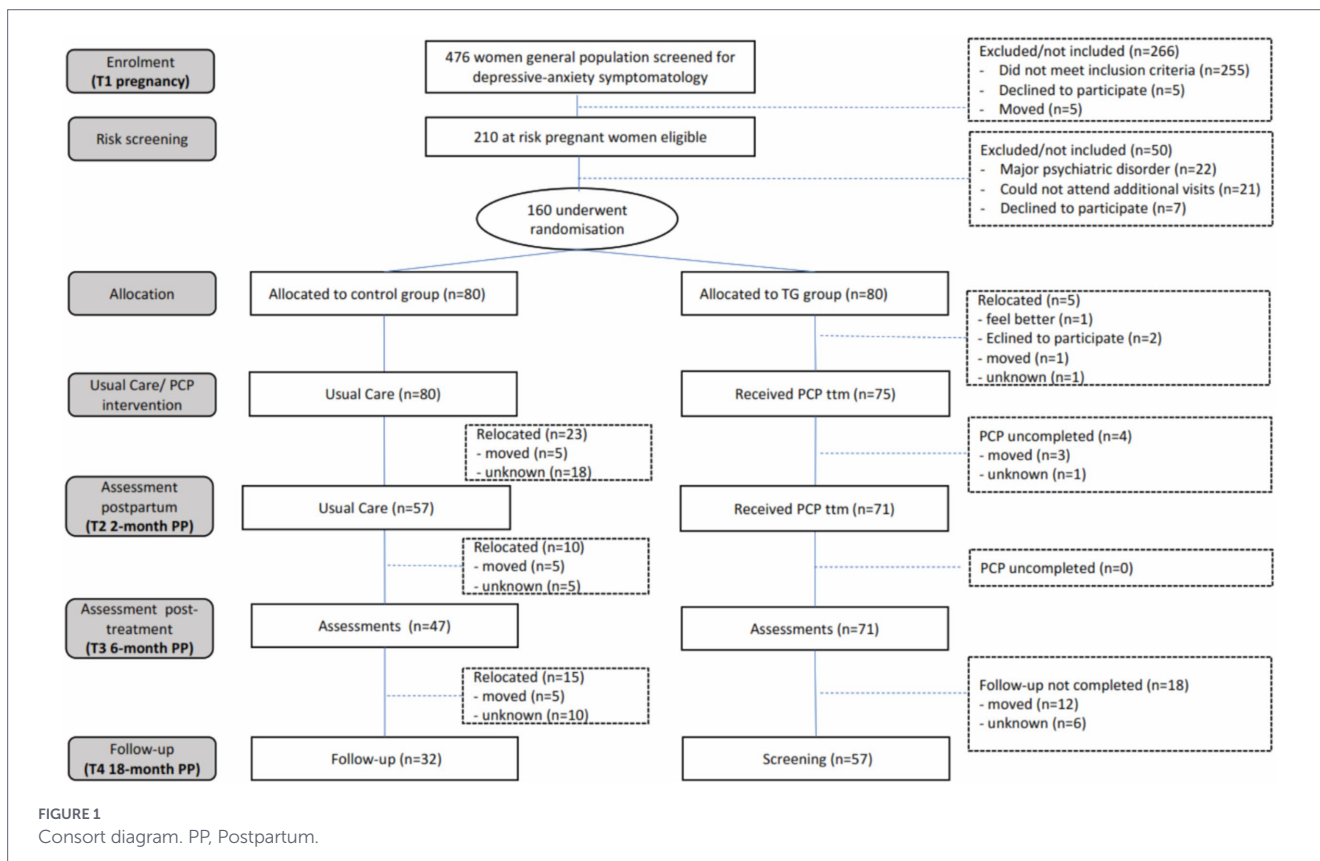 Enrolment
(T1 pregnancy)
476 women general population screened for
depressive-anxiety symptomatology
Excluded/not included (n=266)
- Did not meet inclusion criteria (n=255)
- Declined to participate (n=5)
- Moved (n=5)
Risk screening
210 at risk pregnant women eligible
Excluded/not included (n=50)
- Major psychiatric disorder (n=22)
- Could not attend additional visits (n=21)
- Declined to participate (n=7)
160 underwent
randomisation
Allocation
Allocated to control group (n=80)
Allocated to TG group (n=80)
Relocated (n=5)
- feel better (n=1)
- Eclined to participate (n=2)
- moved (n=1)
- unknown (n=1)
Usual Care/ PCP
intervention
Usual Care (n=80)
Received PCP ttm (n=75)
Relocated (n=23)
- moved (n=5)
- unknown (n=18)
PCP uncompleted (n=4)
- moved (n=3)
- unknown (n=1)
Assessment
postpartum
(T2 2-month PP)
Usual Care (n=57)
Received PCP ttm (n=71)
Relocated (n=10)
- moved (n=5)
- unknown (n=5)
PCP uncompleted (n=0)
Assessment post-
treatment
(T3 6-month PP)
Assessments (n=47)
Assessments (n=71)
Relocated (n=15)
- moved (n=5)
- unknown (n=10)
Follow-up not completed (n=18)
- moved (n=12)
- unknown (n=6)
Follow-up
(T4 18-month PP)
Follow-up (n=32)
Screening (n=57)
FIGURE 1
Consort diagram. PP, Postpartum.